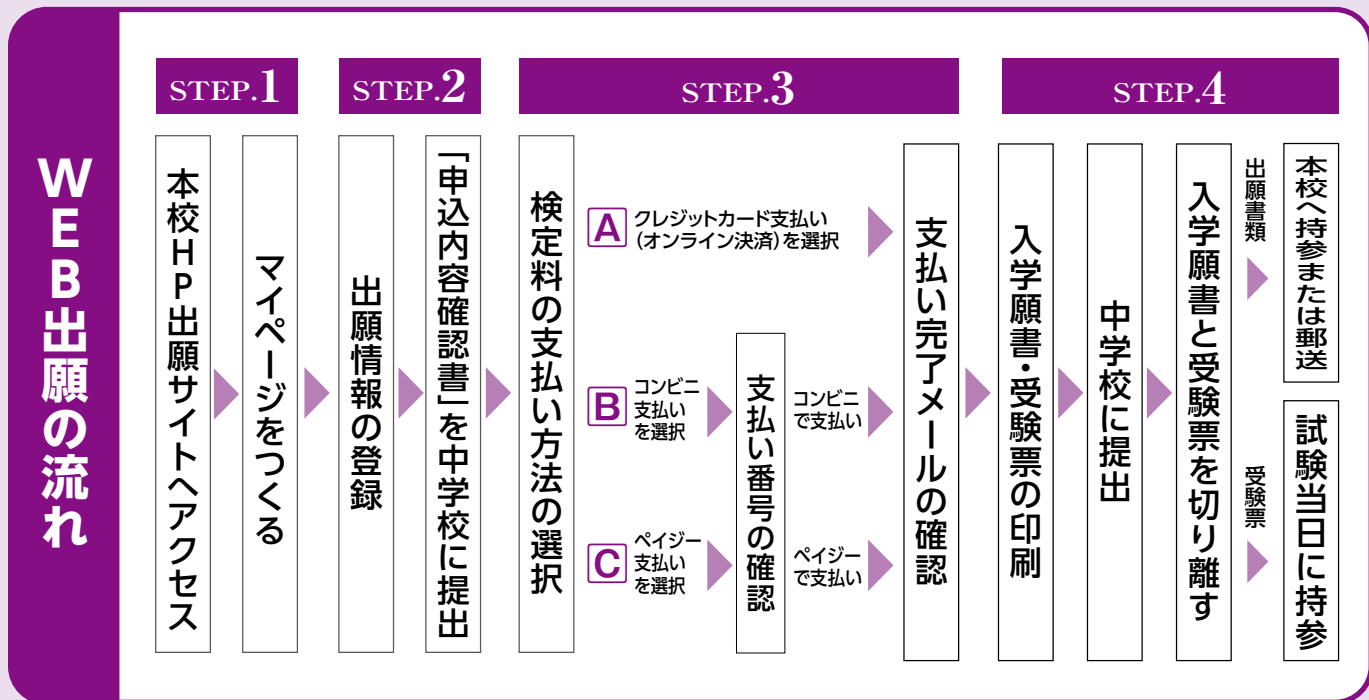 WEB出願の流れ
STEP.1
本校HP出願サイトへアクセス
マイページをつくる
STEP.2
出願情報の登録
「申込内容確認書」を中学校に提出
STEP.3
検定料の支払い方法の選択
A
クレジットカード支払い
(オンライン決済)を選択
B
コンビニ
支払い
を選択
C
ペイジー
支払い
を選択
支払い番号の確認
コンビニ
で支払い
ペイジー
で支払い
支払い完了メールの確認
STEP.4
入学願書・受験票の印刷
中学校に提出
入学願書と受験票を切り離す
出願書類
本校へ持参または郵送
受験票
試験当日に持参